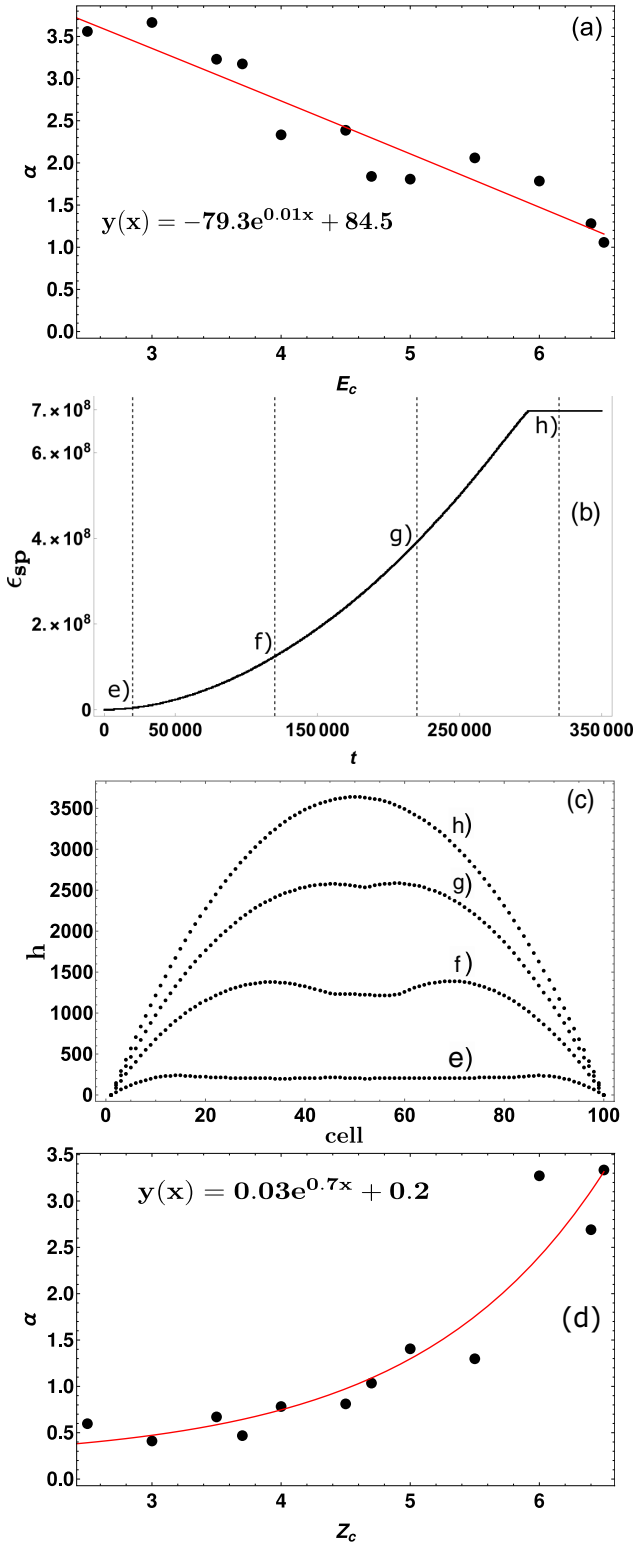 (a)
3.5
3.0
2.5
2.0
1.5
1.0
0.5
0.0
α
y(x) = −79.3e^{0.01x} + 84.5
3 4 5 6
E_c
7.×10^8
6.×10^8
4.×10^8
2.×10^8
0
ϵ_sp
e)
f)
g)
h)
(b)
0 50 000 150 000 250 000 350 000
t
(c)
3500
3000
2500
2000
1500
1000
500
0
h
h)
g)
f)
e)
0 20 40 60 80 100
cell
3.5
3.0
2.5
2.0
1.5
1.0
0.5
0.0
α
y(x) = 0.03e^{0.7x} + 0.2
(d)
3 4 5 6
Z_c